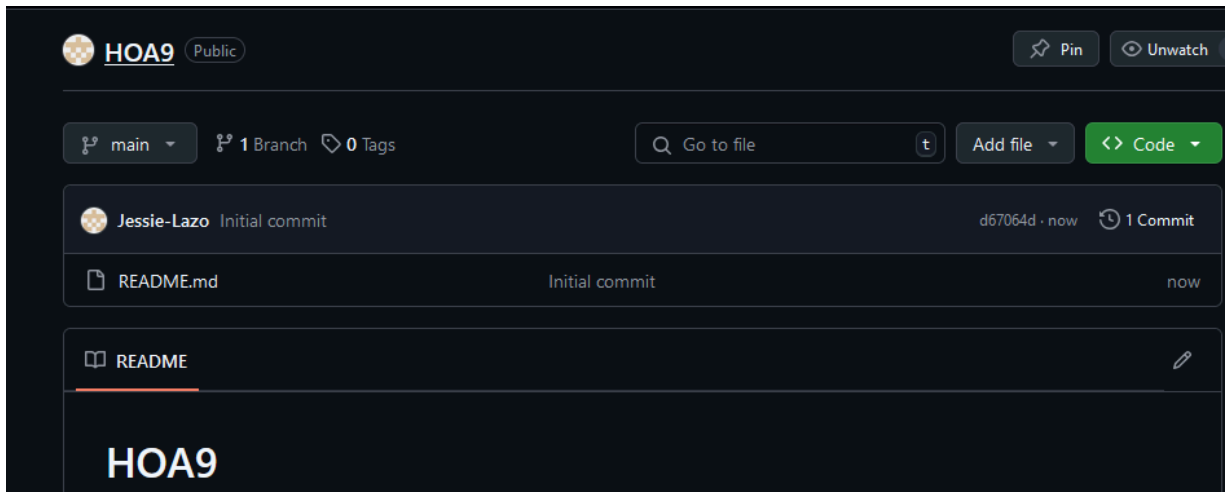 HOA9 Public Pin Unwatch
main 1 Branch 0 Tags Go to file t Add file Code
Jessie-Lazo Initial commit d67064d · now 1 Commit
README.md Initial commit now
README
HOA9